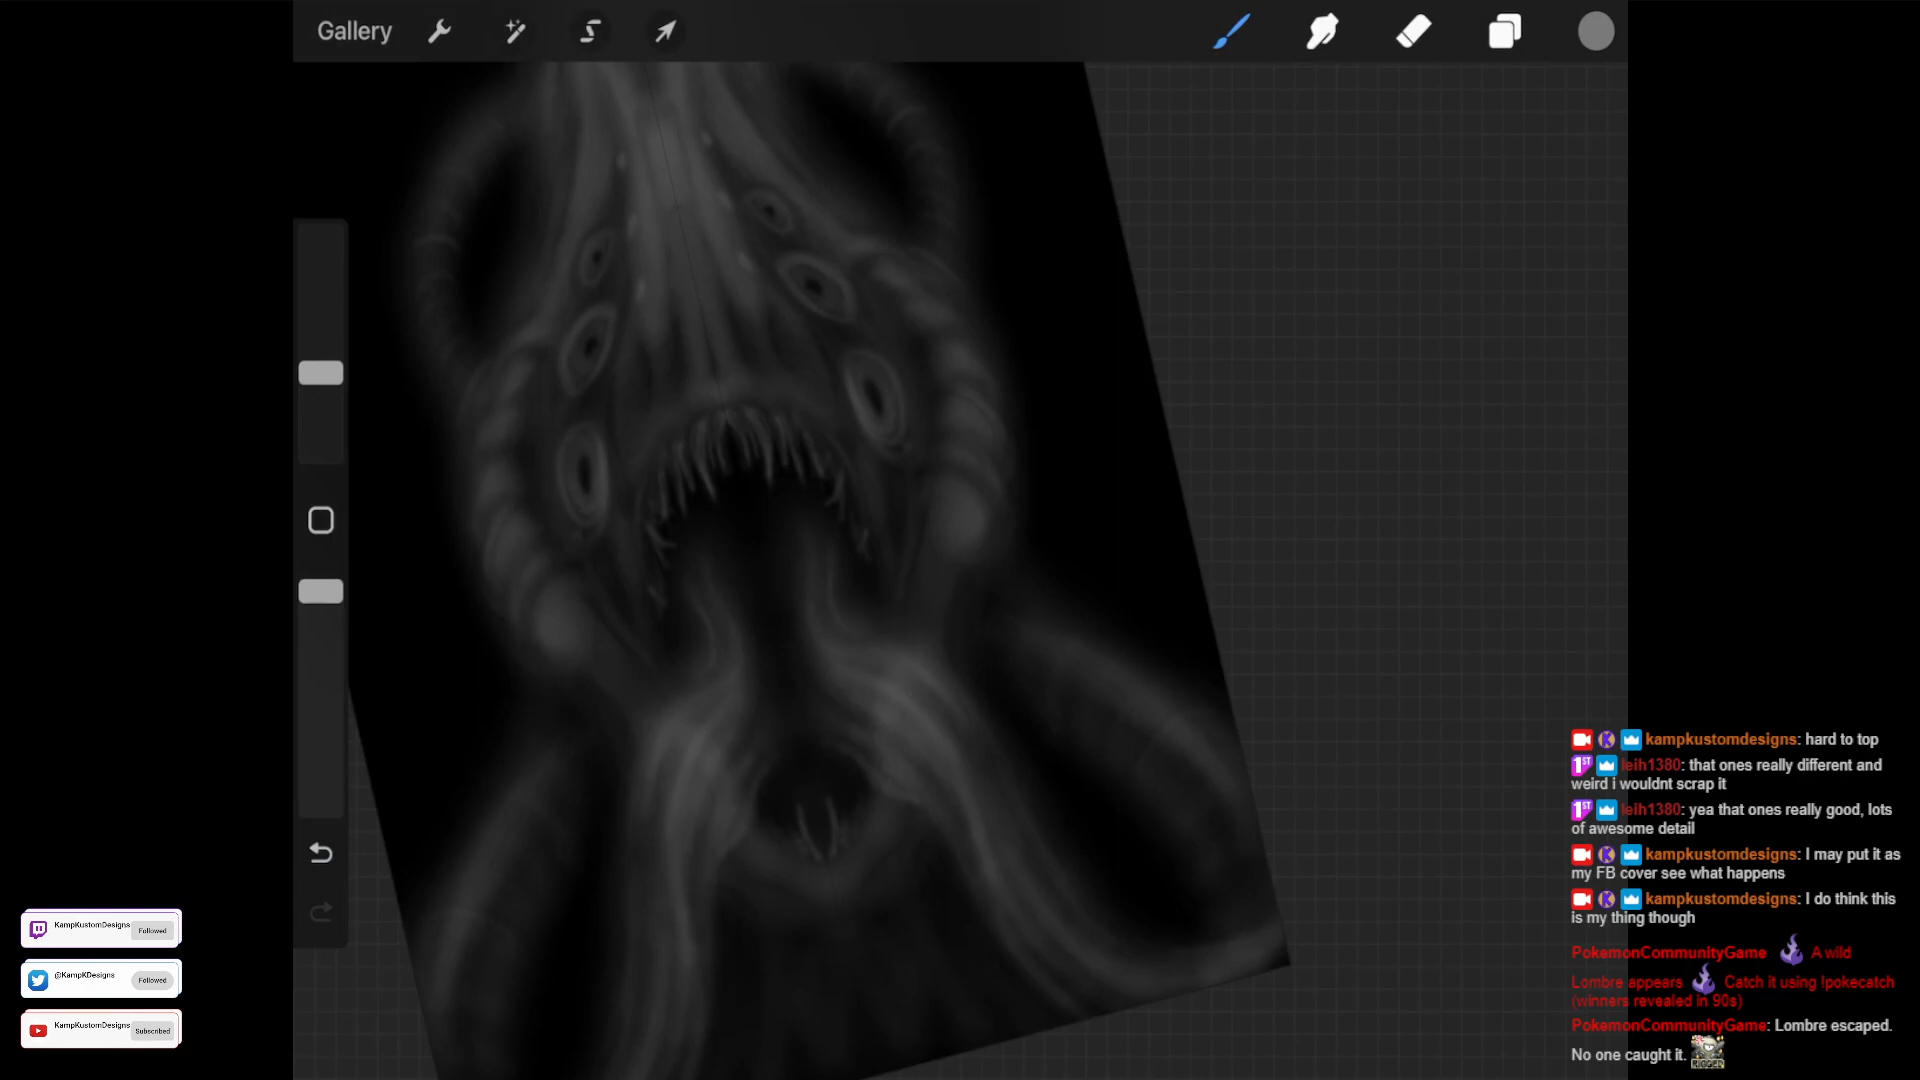 Gallery
kampkustomdesigns: hard to top
leih1380: that ones really different and
weird i wouldnt scrap it
leih1380: yea that ones really good, lots
of awesome detail
kampkustomdesigns: I may put it as
my FB cover see what happens
kampkustomdesigns: I do think this
is my thing though
PokemonCommunityGame A wild
Lombre appears Catch it using !pokecatch
(winners revealed in 90s)
PokemonCommunityGame: Lombre escaped.
No one caught it. RIGGED
KampKustomDesigns Followed
@KampKDesigns Followed
KampKustomDesigns Subscribed